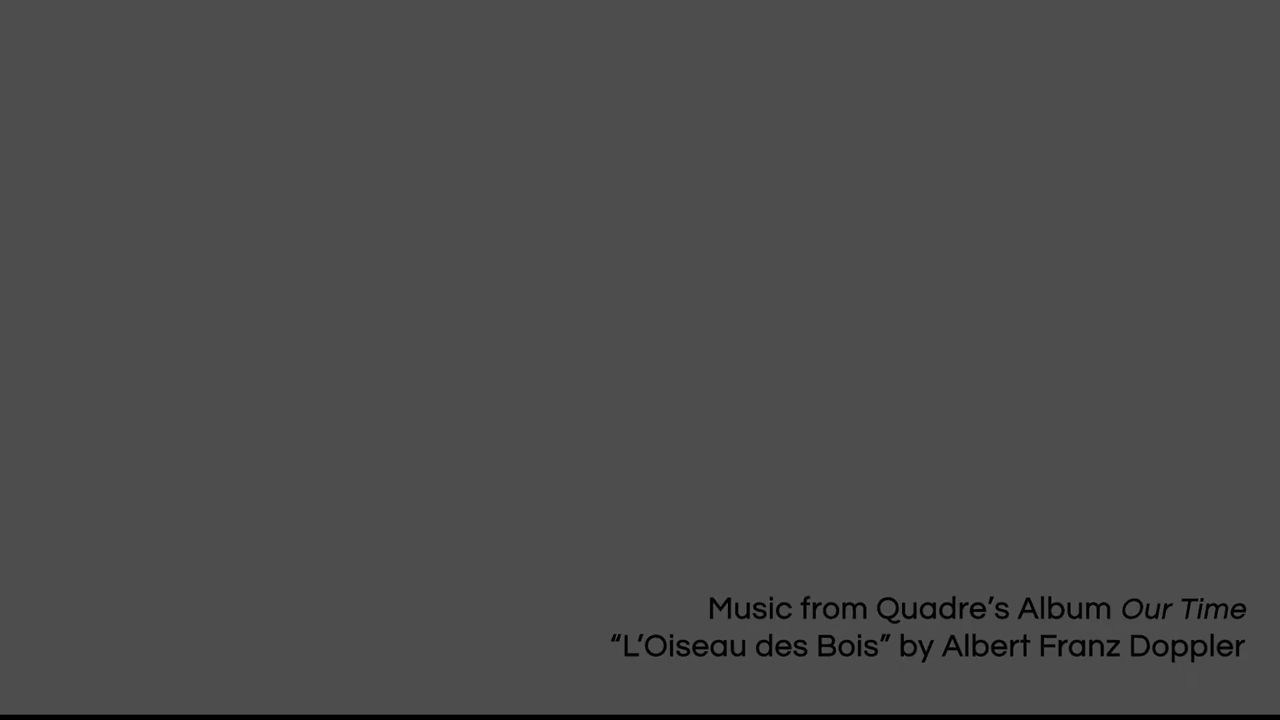 Music from Quadre’s Album Our Time
“L’Oiseau des Bois” by Albert Franz Doppler